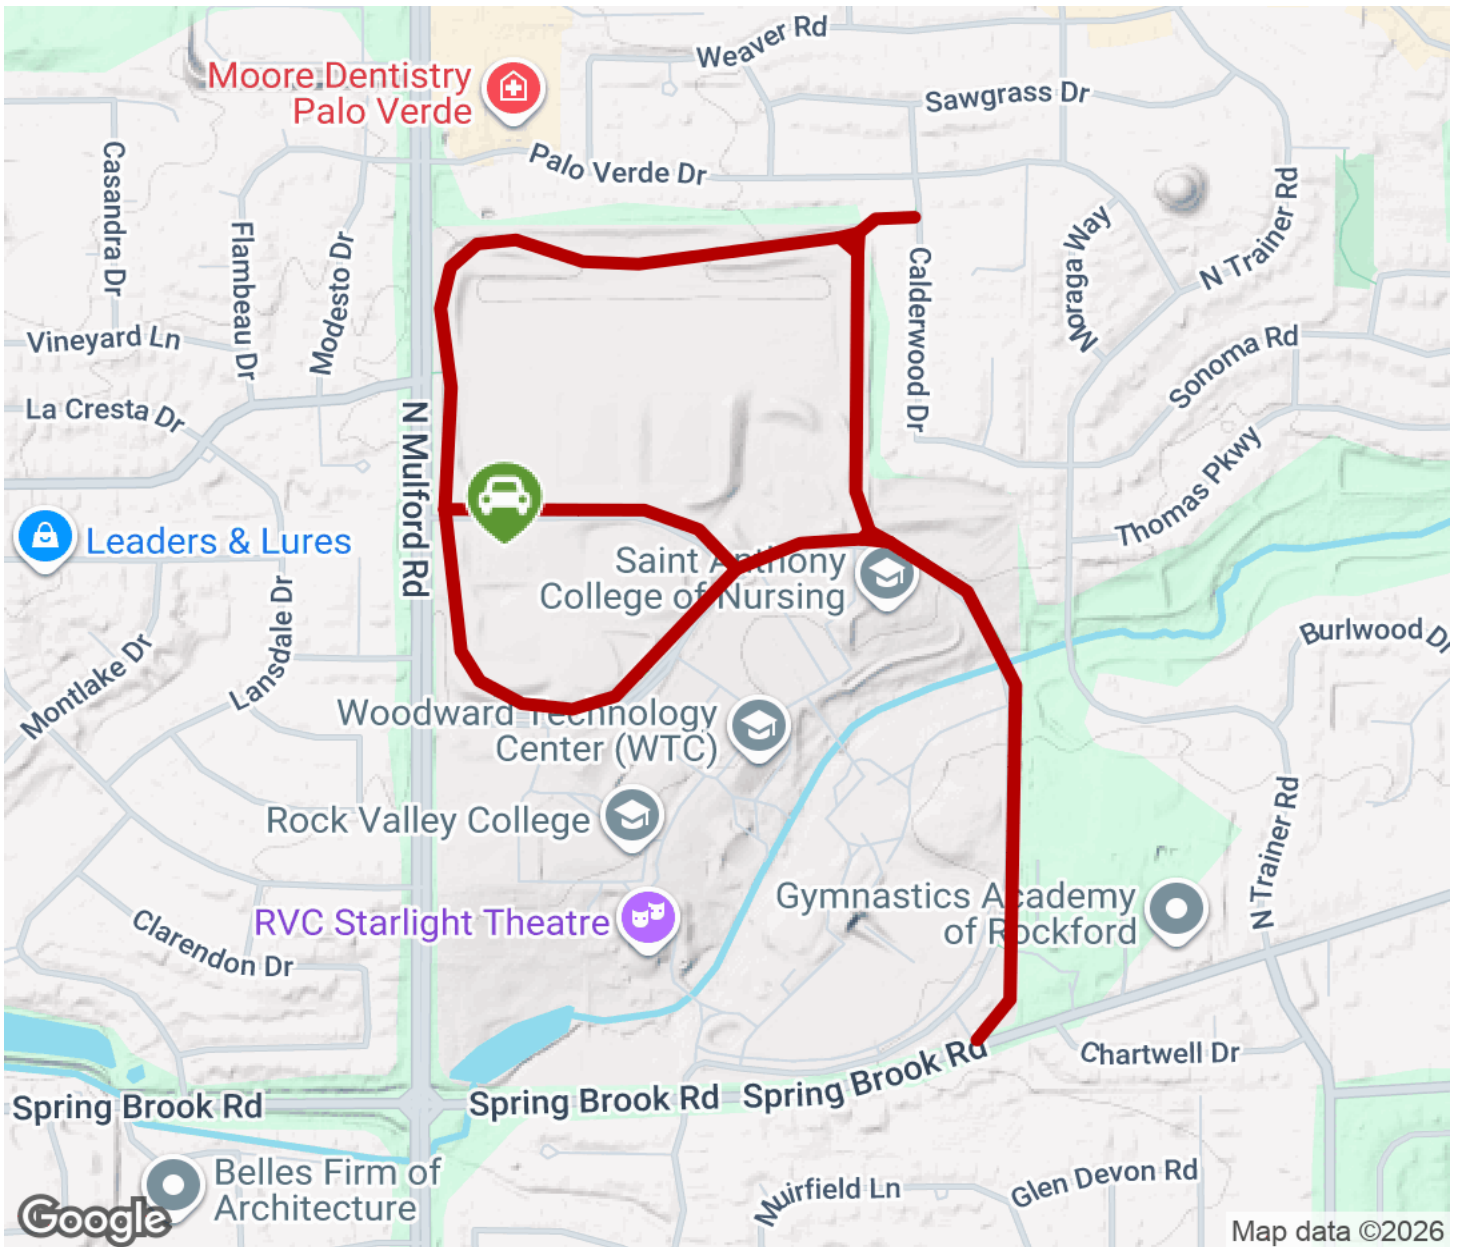 Weaver Rd
Moore Dentistry
Palo Verde
Sawgrass Dr
Palo Verde Dr
Casandra Dr
Flambeau Dr
Modesto Dr
N Trainer Rd
Moraga Way
Calderwood Dr
Vineyard Ln
Sonoma Rd
La Cresta Dr
N Mulford Rd
Thomas Pkwy
Leaders & Lures
Saint Anthony
College of Nursing
Lansdale Dr
Montlake Dr
Burlwood Dr
Woodward Technology
Center (WTC)
Rock Valley College
N Trainer Rd
Gymnastics Academy
of Rockford
RVC Starlight Theatre
Clarendon Dr
Chartwell Dr
Spring Brook Rd
Spring Brook Rd
Spring Brook Rd
Belles Firm of
Architecture
Muirfield Ln
Glen Devon Rd
Google
Map data ©2026